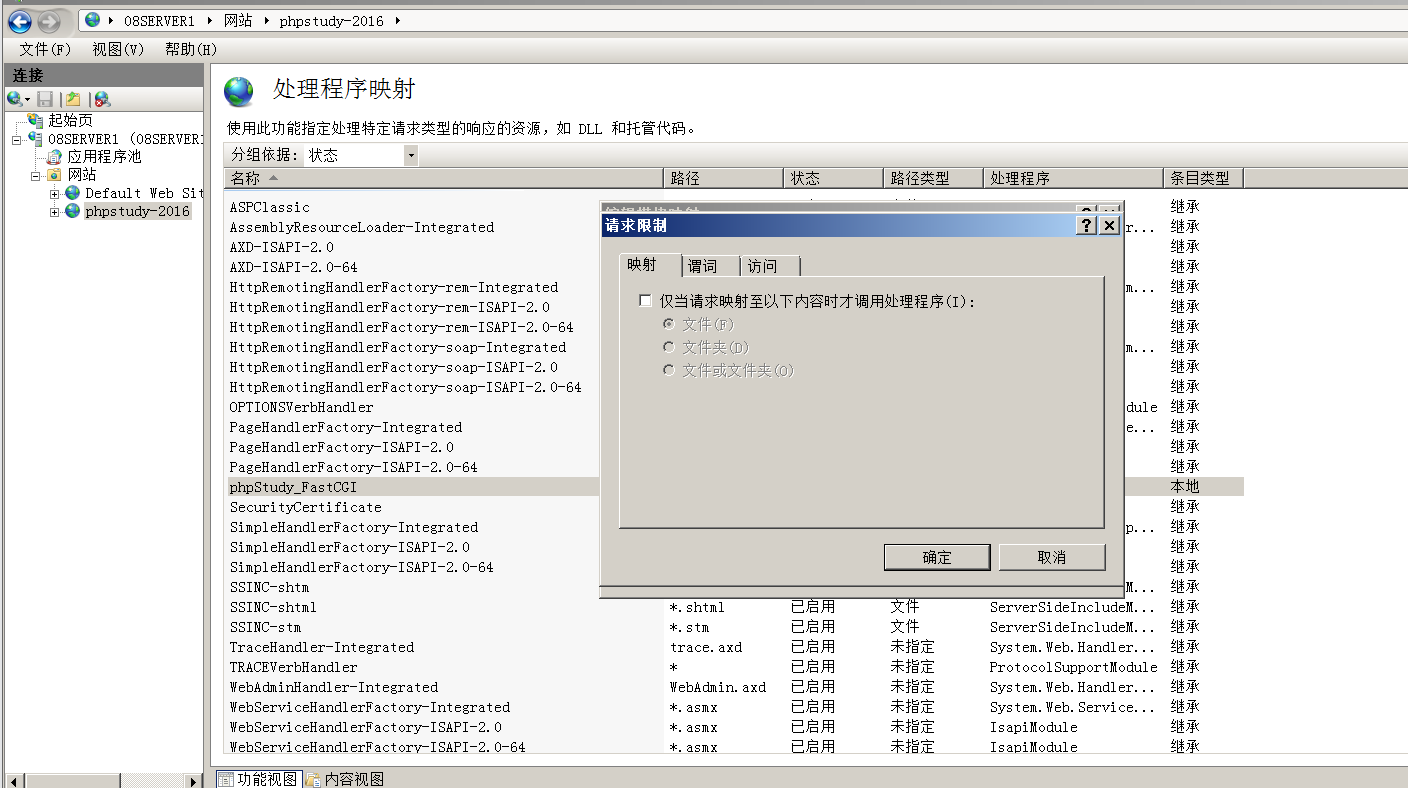 08SERVER1 网站 phpstudy-2016
文件(F) 视图(V) 帮助(H)
连接
起始页
08SERVER1 (08SERVER1
应用程序池
网站
Default Web Sit
phpstudy-2016
处理程序映射
使用此功能指定处理特定请求类型的响应的资源，如 DLL 和托管代码。
分组依据: 状态
名称 路径 状态 路径类型 处理程序 条目类型
ASPClassic 继承
AssemblyResourceLoader-Integrated r... 继承
AXD-ISAPI-2.0 继承
AXD-ISAPI-2.0-64 继承
HttpRemotingHandlerFactory-rem-Integrated m... 继承
HttpRemotingHandlerFactory-rem-ISAPI-2.0 继承
HttpRemotingHandlerFactory-rem-ISAPI-2.0-64 继承
HttpRemotingHandlerFactory-soap-Integrated m... 继承
HttpRemotingHandlerFactory-soap-ISAPI-2.0 继承
HttpRemotingHandlerFactory-soap-ISAPI-2.0-64 继承
OPTIONSVerbHandler dule 继承
PageHandlerFactory-Integrated e... 继承
PageHandlerFactory-ISAPI-2.0 继承
PageHandlerFactory-ISAPI-2.0-64 继承
phpStudy_FastCGI 本地
SecurityCertificate 继承
SimpleHandlerFactory-Integrated p... 继承
SimpleHandlerFactory-ISAPI-2.0 继承
SimpleHandlerFactory-ISAPI-2.0-64 继承
SSINC-shtm M... 继承
SSINC-shtml *.shtml 已启用 文件 ServerSideIncludeM... 继承
SSINC-stm *.stm 已启用 文件 ServerSideIncludeM... 继承
TraceHandler-Integrated trace.axd 已启用 未指定 System.Web.Handler... 继承
TRACEVerbHandler * 已启用 未指定 ProtocolSupportModule 继承
WebAdminHandler-Integrated WebAdmin.axd 已启用 未指定 System.Web.Handler... 继承
WebServiceHandlerFactory-Integrated *.asmx 已启用 未指定 System.Web.Service... 继承
WebServiceHandlerFactory-ISAPI-2.0 *.asmx 已启用 未指定 IsapiModule 继承
WebServiceHandlerFactory-ISAPI-2.0-64 *.asmx 已启用 未指定 IsapiModule 继承
请求限制
映射 谓词 访问
仅当请求映射至以下内容时才调用处理程序(I):
文件(F)
文件夹(D)
文件或文件夹(O)
确定 取消
功能视图 内容视图